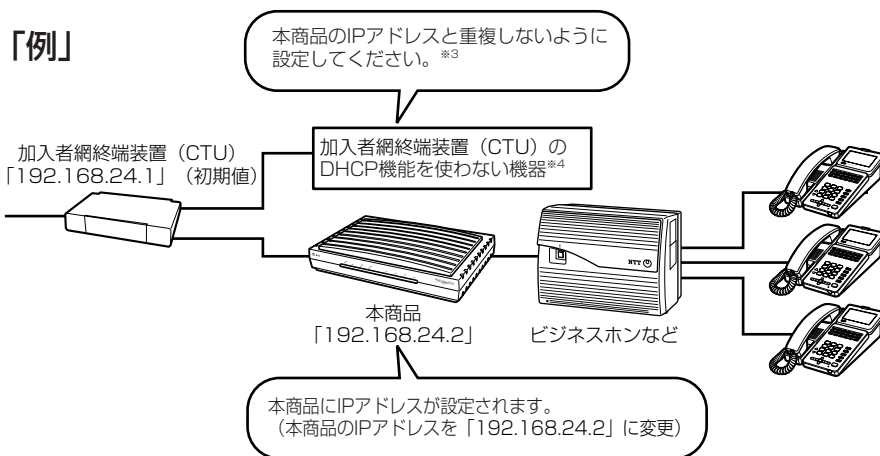 「例」
本商品のIPアドレスと重複しないように
設定してください。※3
加入者網終端装置（CTU）
「192.168.24.1」（初期値）
加入者網終端装置（CTU）の
DHCP機能を使わない機器※4
NTT
本商品
「192.168.24.2」
ビジネスホンなど
本商品にIPアドレスが設定されます。
（本商品のIPアドレスを「192.168.24.2」に変更）